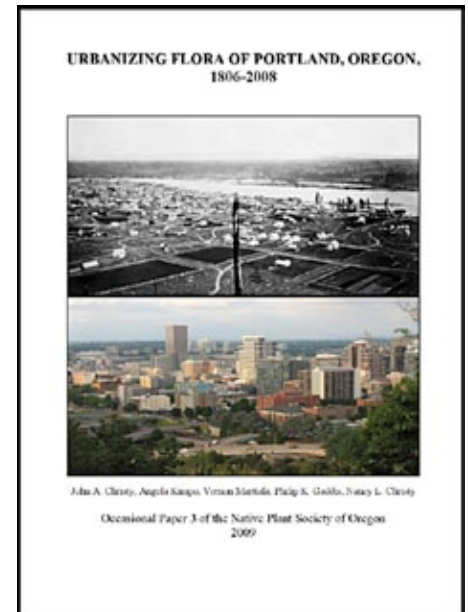 URBANIZING FLORA OF PORTLAND, OREGON,
1806-2008
John A. Christy, Angela Kimpo, Vernon Marttala, Philip K. Gaddis, Nancy L. Christy
Occasional Paper 3 of the Native Plant Society of Oregon
2009